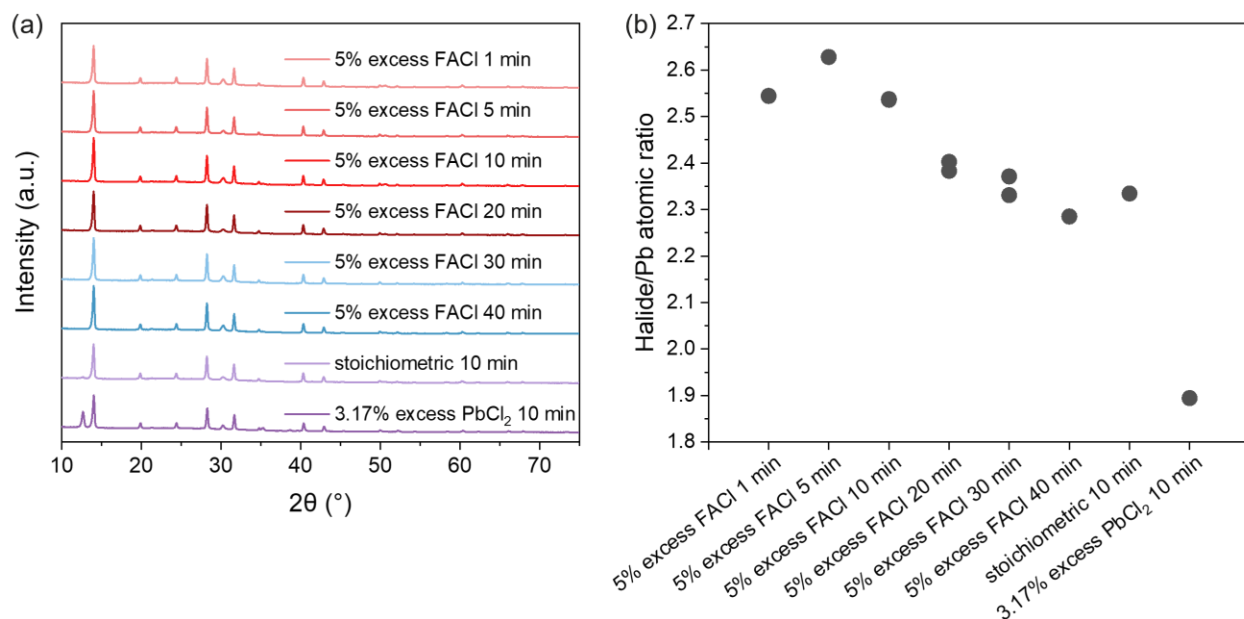 (a)
5% excess FACl 1 min
5% excess FACl 5 min
5% excess FACl 10 min
5% excess FACl 20 min
5% excess FACl 30 min
5% excess FACl 40 min
stoichiometric 10 min
3.17% excess PbCl₂ 10 min
Intensity (a.u.)
10 20 30 40 50 60 70
2θ (°)
(b)
2.7
2.6
2.5
2.4
2.3
2.2
2.1
2.0
1.9
1.8
Halide/Pb atomic ratio
5% excess FACl 1 min
5% excess FACl 5 min
5% excess FACl 10 min
5% excess FACl 20 min
5% excess FACl 30 min
5% excess FACl 40 min
stoichiometric 10 min
3.17% excess PbCl₂ 10 min